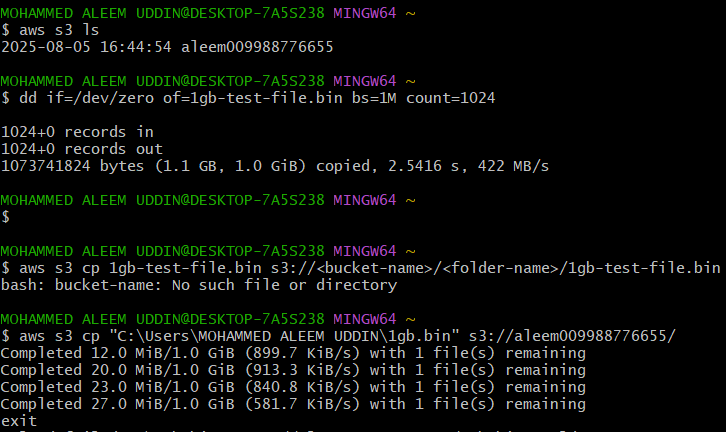 MOHAMMED ALEEM UDDIN@DESKTOP-7A5S238 MINGW64 ~
$ aws s3 ls
2025-08-05 16:44:54 aleem009988776655
MOHAMMED ALEEM UDDIN@DESKTOP-7A5S238 MINGW64 ~
$ dd if=/dev/zero of=1gb-test-file.bin bs=1M count=1024
1024+0 records in
1024+0 records out
1073741824 bytes (1.1 GB, 1.0 GiB) copied, 2.5416 s, 422 MB/s
MOHAMMED ALEEM UDDIN@DESKTOP-7A5S238 MINGW64 ~
$
MOHAMMED ALEEM UDDIN@DESKTOP-7A5S238 MINGW64 ~
$ aws s3 cp 1gb-test-file.bin s3://<bucket-name>/<folder-name>/1gb-test-file.bin
bash: bucket-name: No such file or directory
MOHAMMED ALEEM UDDIN@DESKTOP-7A5S238 MINGW64 ~
$ aws s3 cp "C:\Users\MOHAMMED ALEEM UDDIN\1gb.bin" s3://aleem009988776655/
Completed 12.0 MiB/1.0 GiB (899.7 KiB/s) with 1 file(s) remaining
Completed 20.0 MiB/1.0 GiB (913.3 KiB/s) with 1 file(s) remaining
Completed 23.0 MiB/1.0 GiB (840.8 KiB/s) with 1 file(s) remaining
Completed 27.0 MiB/1.0 GiB (581.7 KiB/s) with 1 file(s) remaining
exit